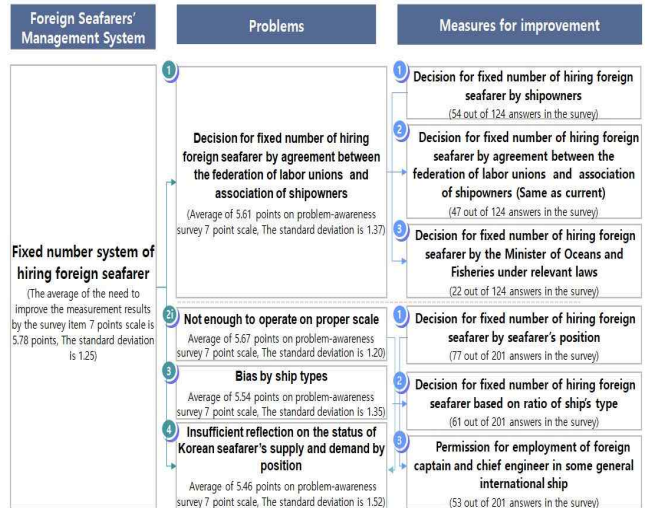 Foreign Seafarers'
Management System
Problems
Measures for improvement
Fixed number system of
hiring foreign seafarer
(The average of the need to
improve the measurement results
by the survey item 7 points scale is
5.78 points, The standard deviation
is 1.25)
1
Decision for fixed number of hiring
foreign seafarer by agreement between
the federation of labor unions and
association of shipowners
(Average of 5.61 points on problem-awareness
survey 7 point scale, The standard deviation is 1.37)
2i
Not enough to operate on proper scale
Average of 5.67 points on problem-awareness
survey 7 point scale, The standard deviation is 1.20)
3
Bias by ship types
Average of 5.54 points on problem-awareness
survey 7 point scale, The standard deviation is 1.35)
4
Insufficient reflection on the status of
Korean seafarer's supply and demand by
position
Average of 5.46 points on problem-awareness
survey 7 point scale, The standard deviation is 1.52)
1
Decision for fixed number of hiring foreign
seafarer by shipowners
(54 out of 124 answers in the survey)
2
Decision for fixed number of hiring foreign
seafarer by agreement between the
federation of labor unions and association
of shipowners (Same as current)
(47 out of 124 answers in the survey)
3
Decision for fixed number of hiring foreign
seafarer by the Minister of Oceans and
Fisheries under relevant laws
(22 out of 124 answers in the survey)
1
Decision for fixed number of hiring foreign
seafarer by seafarer's position
(77 out of 201 answers in the survey)
2
Decision for fixed number of hiring foreign
seafarer based on ratio of ship's type
(61 out of 201 answers in the survey)
3
Permission for employment of foreign
captain and chief engineer in some general
international ship
(53 out of 201 answers in the survey)